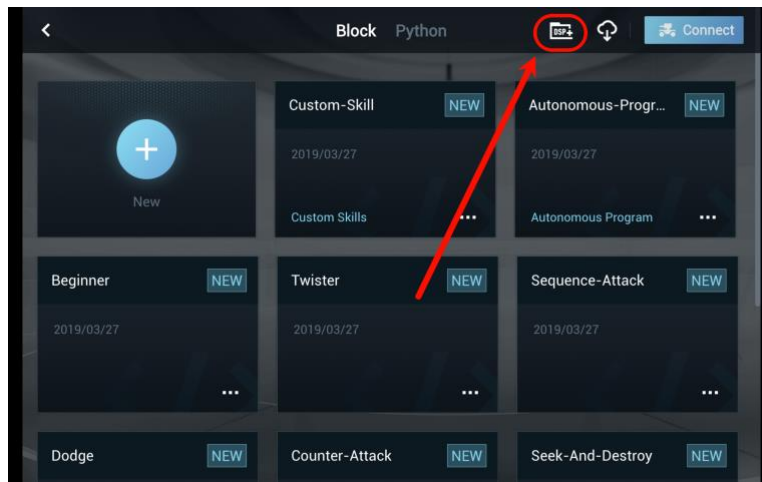 Block Python DSP+ Connect
Custom-Skill NEW Autonomous-Progr... NEW
2019/03/27 2019/03/27
New
Custom Skills ... Autonomous Program ...
Beginner NEW Twister NEW Sequence-Attack NEW
2019/03/27 2019/03/27 2019/03/27
Dodge NEW Counter-Attack NEW Seek-And-Destroy NEW